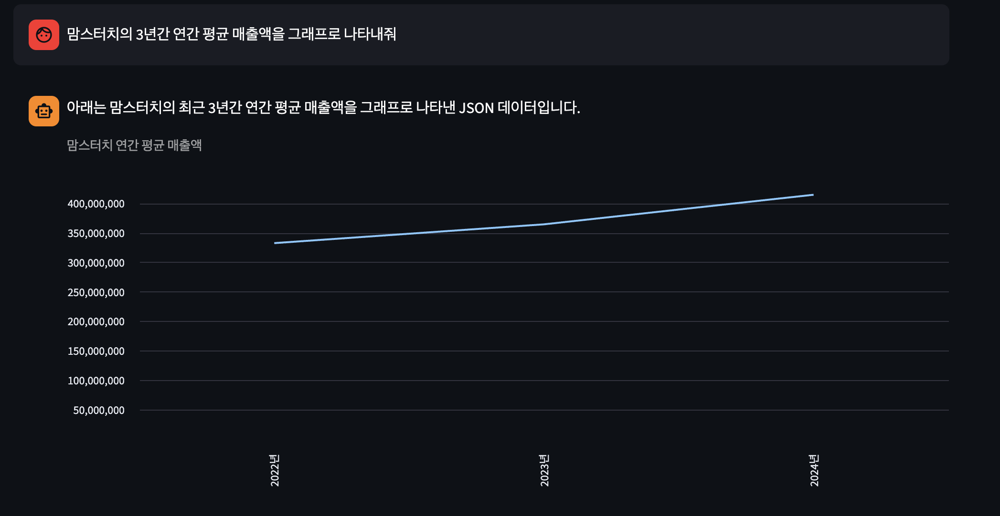 맘스터치의 3년간 연간 평균 매출액을 그래프로 나타내줘
아래는 맘스터치의 최근 3년간 연간 평균 매출액을 그래프로 나타낸 JSON 데이터입니다.
맘스터치 연간 평균 매출액
400,000,000
350,000,000
300,000,000
250,000,000
200,000,000
150,000,000
100,000,000
50,000,000
2022년
2023년
2024년